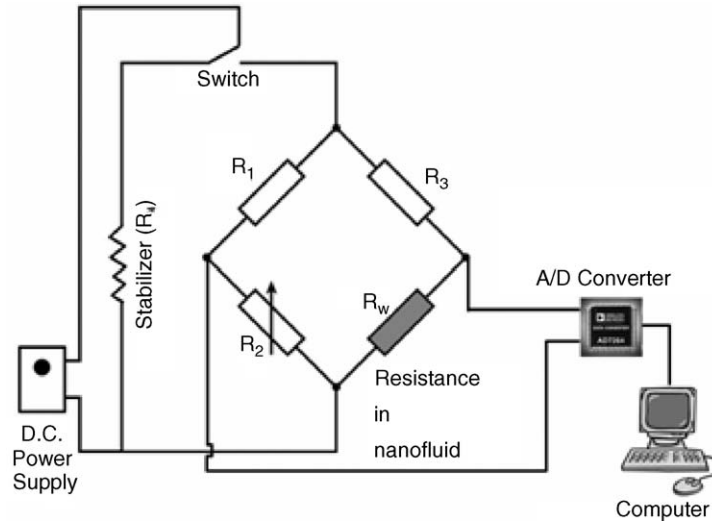 Switch
R1
R3
Stabilizer (R4)
A/D Converter
R2
Rw
Resistance
in
nanofluid
D.C.
Power
Supply
Computer